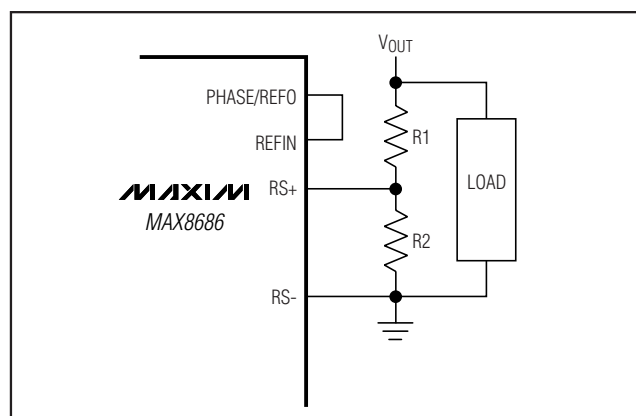 VOUT
PHASE/REFO
R1
REFIN
LOAD
RS+
MAXIM
MAX8686
R2
RS-